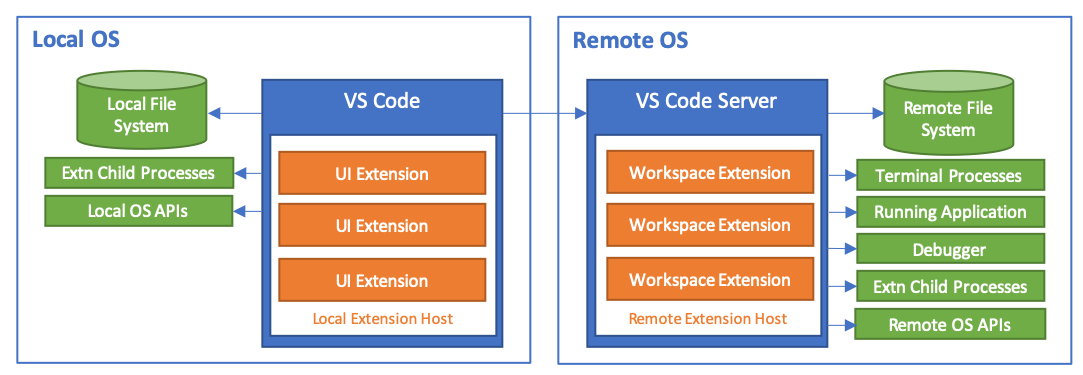 Local OS
Local File
System
Extn Child Processes
Local OS APIs
VS Code
UI Extension
UI Extension
UI Extension
Local Extension Host
Remote OS
VS Code Server
Workspace Extension
Workspace Extension
Workspace Extension
Remote Extension Host
Remote File
System
Terminal Processes
Running Application
Debugger
Extn Child Processes
Remote OS APIs